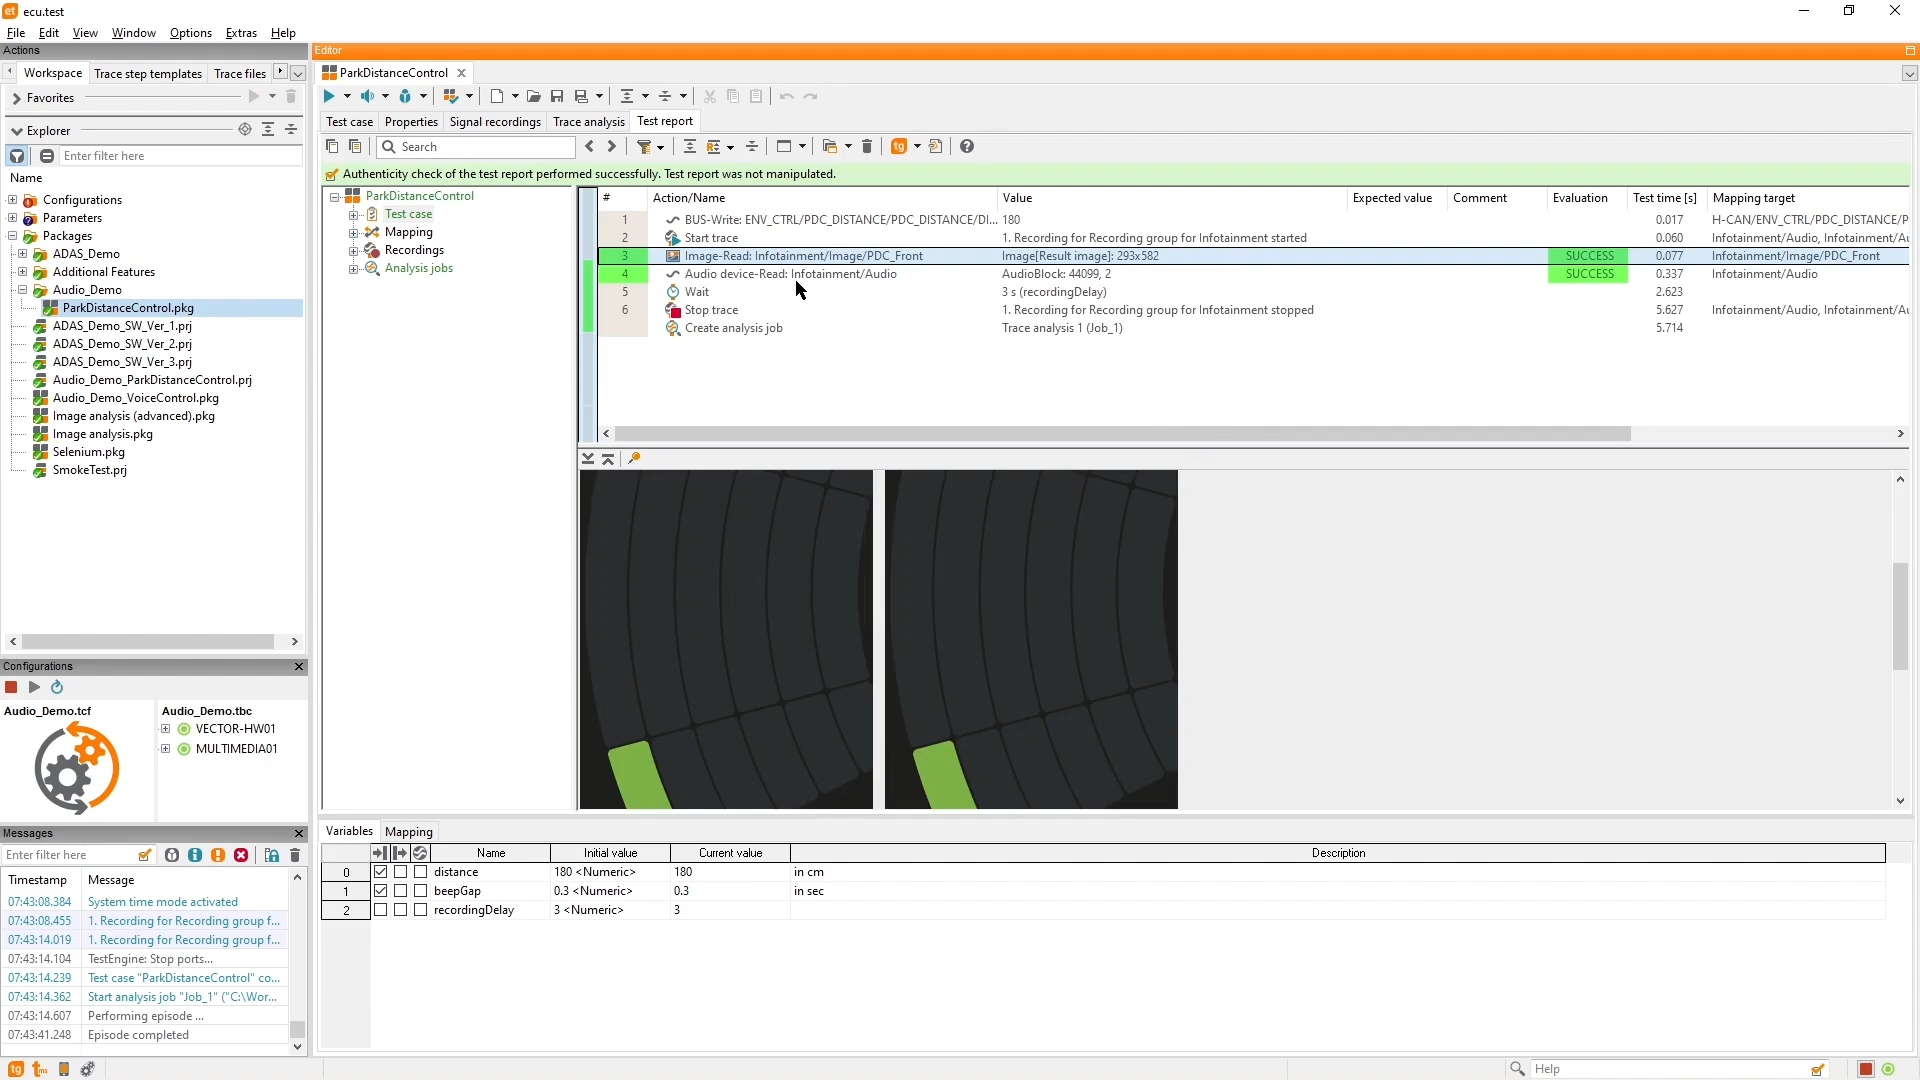 et ecu.test
File Edit View Window Options Extras Help
Actions
Workspace Trace step templates Trace files
Favorites
Explorer
Enter filter here
Name
Configurations
Parameters
Packages
ADAS_Demo
Additional Features
Audio_Demo
ParkDistanceControl.pkg
ADAS_Demo_SW_Ver_1.prj
ADAS_Demo_SW_Ver_2.prj
ADAS_Demo_SW_Ver_3.prj
Audio_Demo_ParkDistanceControl.prj
Audio_Demo_VoiceControl.pkg
Image analysis (advanced).pkg
Image analysis.pkg
Selenium.pkg
SmokeTest.prj
Configurations
Audio_Demo.tcf Audio_Demo.tbc
VECTOR-HW01
MULTIMEDIA01
Messages
Enter filter here
Timestamp Message
07:43:08.384 System time mode activated
07:43:08.455 1. Recording for Recording group f...
07:43:14.019 1. Recording for Recording group f...
07:43:14.104 TestEngine: Stop ports...
07:43:14.239 Test case "ParkDistanceControl" co...
07:43:14.362 Start analysis job "Job_1" ("C:\Wor...
07:43:14.607 Performing episode ...
07:43:41.248 Episode completed
Editor
ParkDistanceControl
Test case Properties Signal recordings Trace analysis Test report
Search
Authenticity check of the test report performed successfully. Test report was not manipulated.
ParkDistanceControl
Test case
Mapping
Recordings
Analysis jobs
# Action/Name Value Expected value Comment Evaluation Test time [s] Mapping target
1 BUS-Write: ENV_CTRL/PDC_DISTANCE/PDC_DISTANCE/DI... 180 0.017 H-CAN/ENV_CTRL/PDC_DISTANCE/P
2 Start trace 1. Recording for Recording group for Infotainment started 0.060 Infotainment/Audio, Infotainment/Au
3 Image-Read: Infotainment/Image/PDC_Front Image[Result image]: 293x582 SUCCESS 0.077 Infotainment/Image/PDC_Front
4 Audio device-Read: Infotainment/Audio AudioBlock: 44099, 2 SUCCESS 0.337 Infotainment/Audio
5 Wait 3 s (recordingDelay) 2.623
6 Stop trace 1. Recording for Recording group for Infotainment stopped 5.627 Infotainment/Audio, Infotainment/Au
Create analysis job Trace analysis 1 (Job_1) 5.714
Variables Mapping
Name Initial value Current value Description
0 distance 180 <Numeric> 180 in cm
1 beepGap 0.3 <Numeric> 0.3 in sec
2 recordingDelay 3 <Numeric> 3
Help